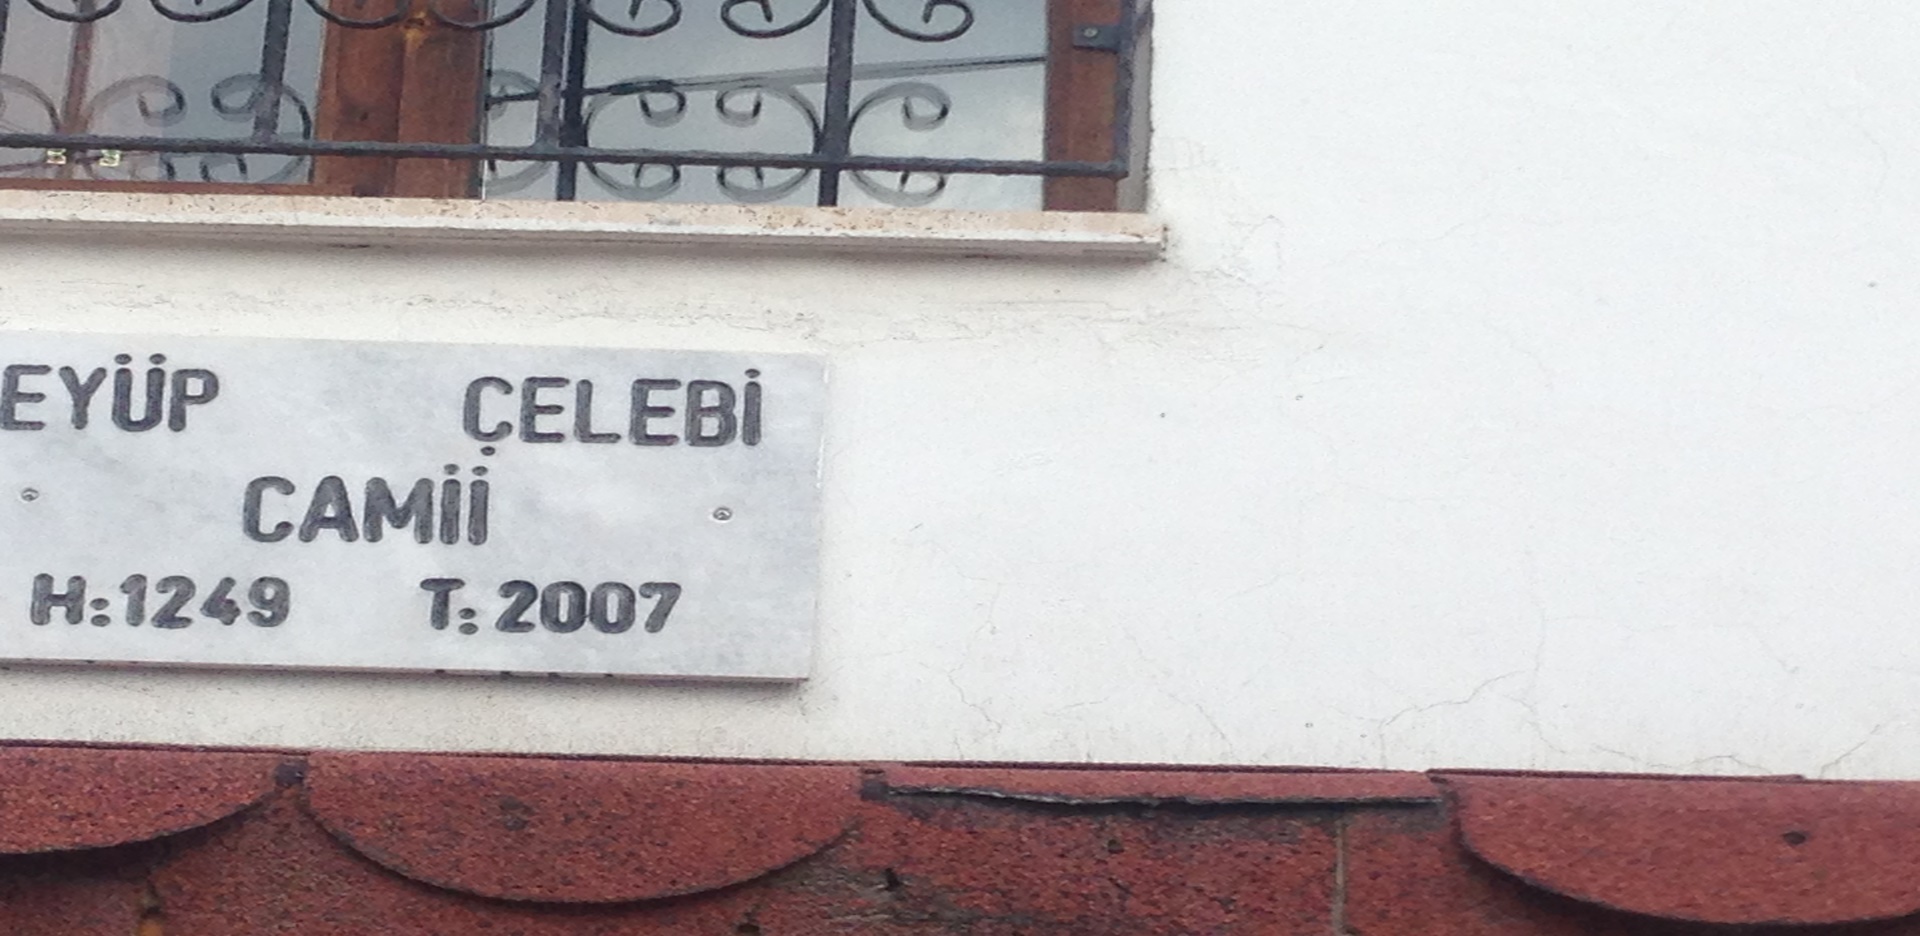 EYÜP ÇELEBİ
CAMİİ
H:1249 T:2007